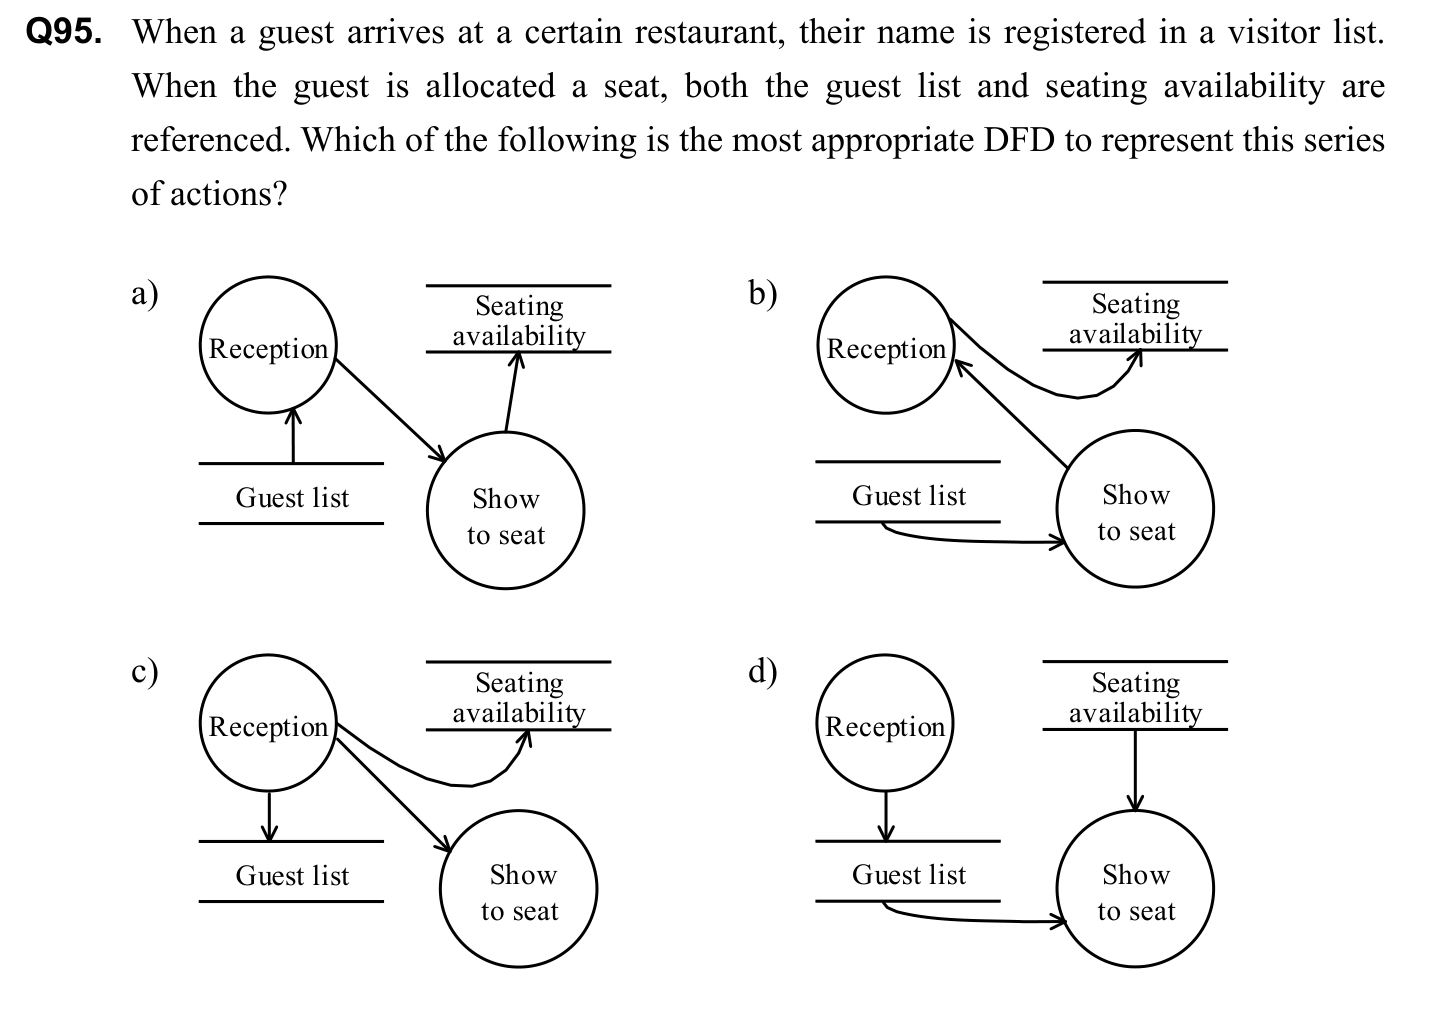 Q95. When a guest arrives at a certain restaurant, their name is registered in a visitor list.
When the guest is allocated a seat, both the guest list and seating availability are
referenced. Which of the following is the most appropriate DFD to represent this series
of actions?
a)
Reception
Seating
availability
Guest list
Show
to seat
b)
Reception
Seating
availability
Guest list
Show
to seat
c)
Reception
Seating
availability
Guest list
Show
to seat
d)
Reception
Seating
availability
Guest list
Show
to seat